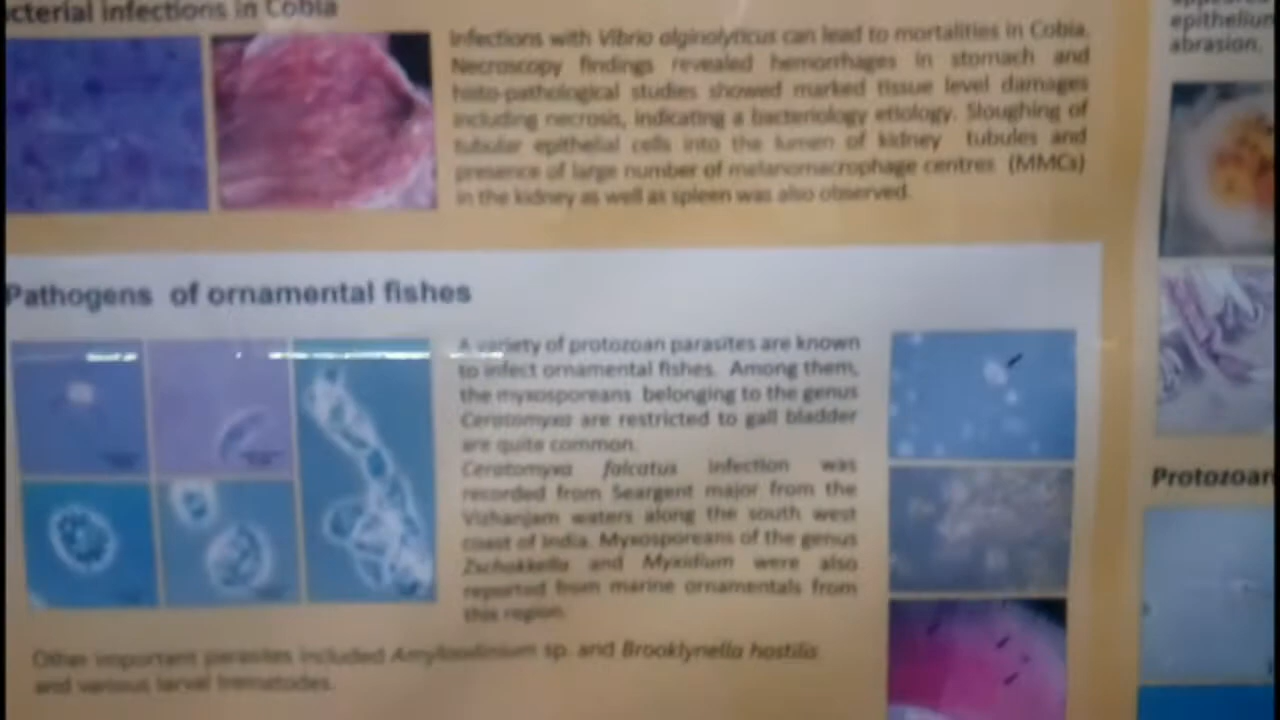 cterial infections in Cobia
Infections with Vibrio alginolyticus can lead to mortalities in Cobia.
Necroscopy findings revealed hemorrhages in stomach and
histo-pathological studies showed marked tissue level damages
including necrosis, indicating a bacteriology etiology. Sloughing of
tubular epithelial cells into the lumen of kidney tubules and
presence of large number of melanomacrophage centres (MMCs)
in the kidney as well as spleen was also observed.
Pathogens of ornamental fishes
A variety of protozoan parasites are known
to infect ornamental fishes. Among them,
the myxosporeans belonging to the genus
Ceratomyxa are restricted to gall bladder
are quite common.
Ceratomyxa falcatus infection was
recorded from Seargent major from the
Vizhanjam waters along the south west
coast of India. Myxosporeans of the genus
Zschokkella and Myxidium were also
reported from marine ornamentals from
this region.
Other important parasites included Amyloodinium sp. and Brooklynella hostilis
and various larval trematodes.
epithelium
abrasion.
Protozoan